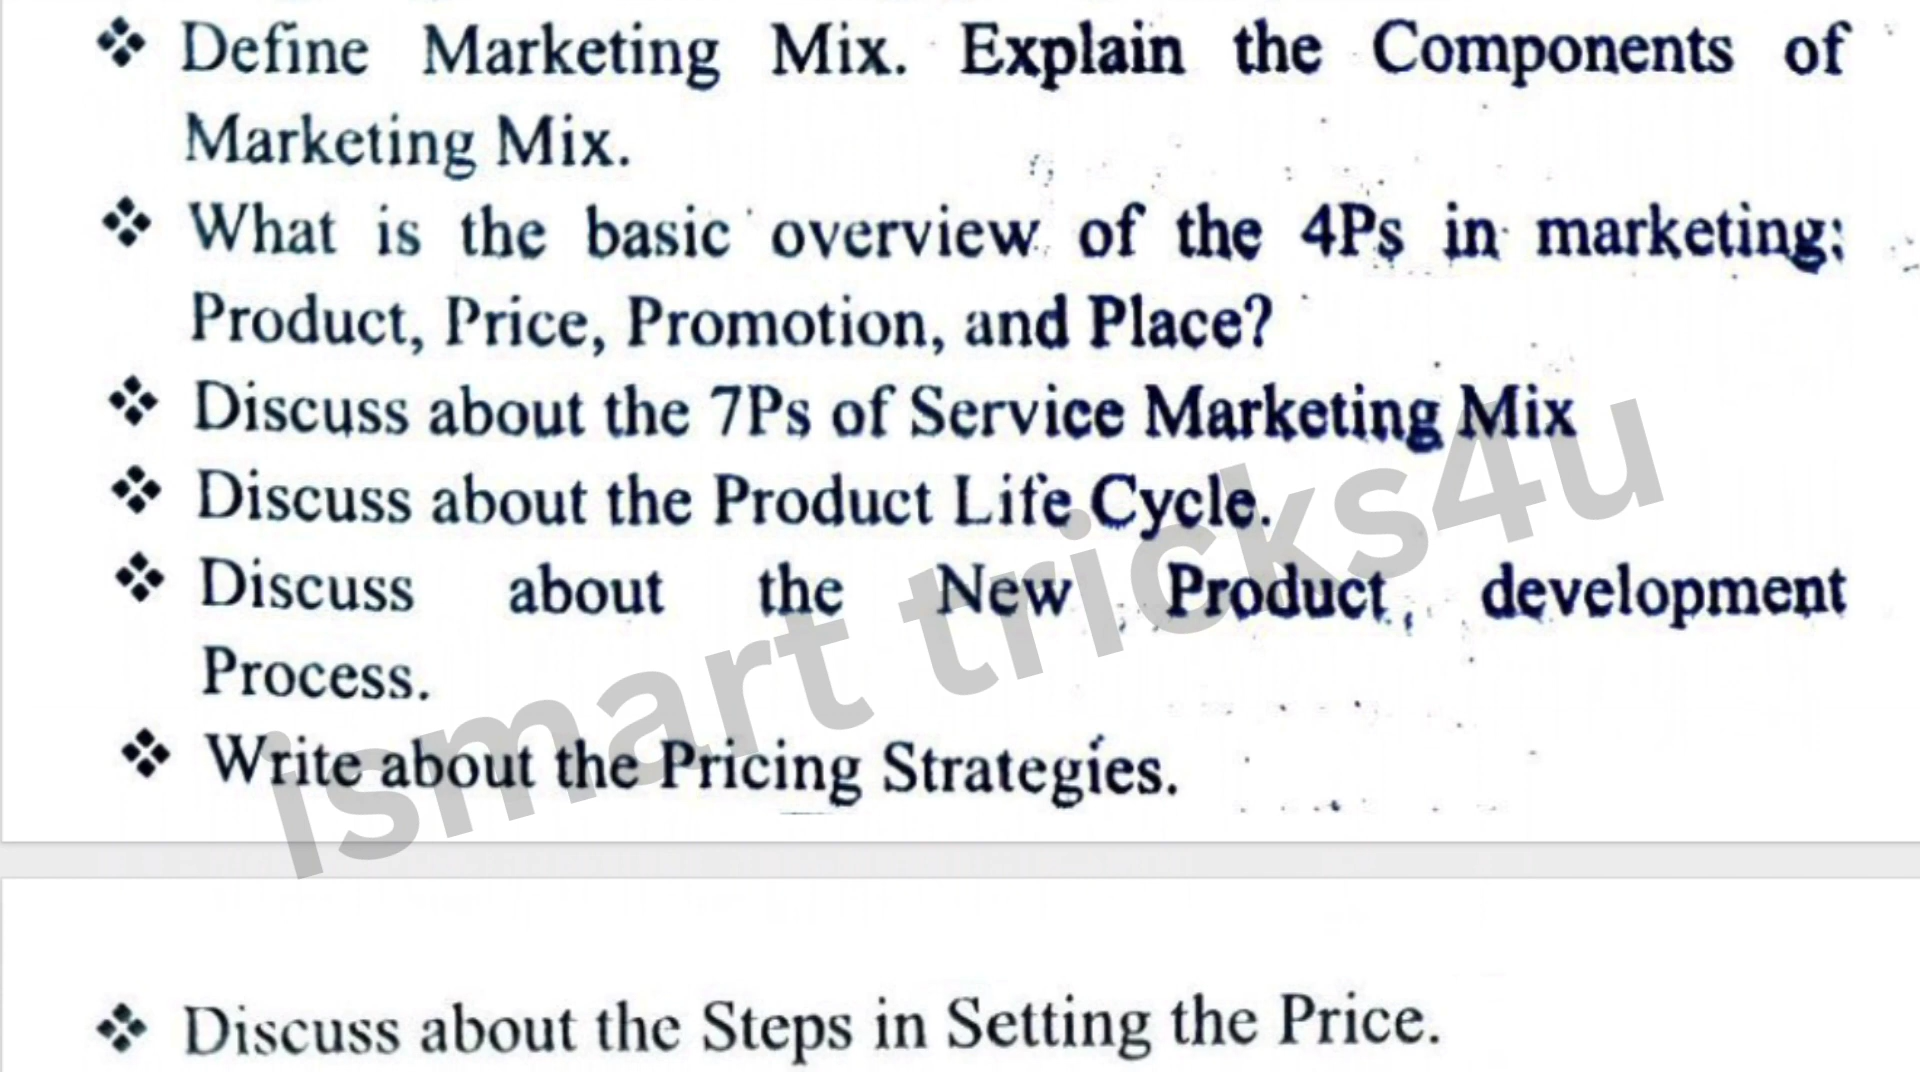 ❖ Define Marketing Mix. Explain the Components of
Marketing Mix.
❖ What is the basic overview of the 4Ps in marketing:
Product, Price, Promotion, and Place?
❖ Discuss about the 7Ps of Service Marketing Mix
❖ Discuss about the Product Life Cycle.
❖ Discuss about the New Product development
Process.
❖ Write about the Pricing Strategies.
ismart tricks4u
❖ Discuss about the Steps in Setting the Price.